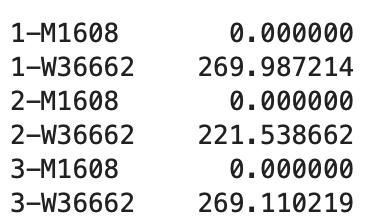 1-M1608 0.000000
1-W36662 269.987214
2-M1608 0.000000
2-W36662 221.538662
3-M1608 0.000000
3-W36662 269.110219